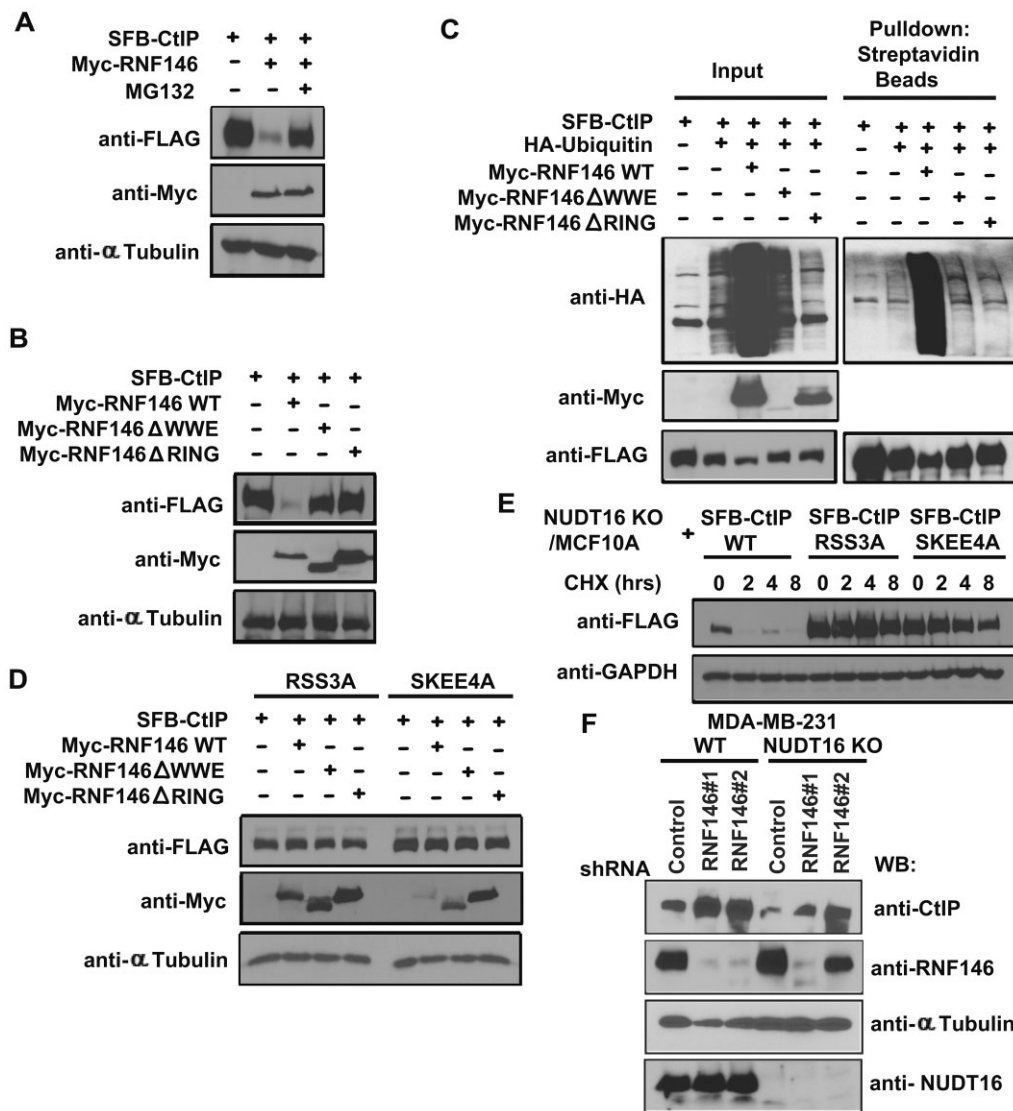 A
SFB-CtIP + + +
Myc-RNF146 - + +
MG132 - - +
anti-FLAG
anti-Myc
anti-α Tubulin
B
SFB-CtIP + + + +
Myc-RNF146 WT - + - -
Myc-RNF146ΔWWE - - + -
Myc-RNF146ΔRING - - - +
anti-FLAG
anti-Myc
anti-α Tubulin
C
Input
Pulldown:
Streptavidin
Beads
SFB-CtIP + + + + + + + + + +
HA-Ubiquitin - + + + + - + + + +
Myc-RNF146 WT - - + - - - - + - -
Myc-RNF146ΔWWE - - - + - - - - + -
Myc-RNF146ΔRING - - - - + - - - - +
anti-HA
anti-Myc
anti-FLAG
D
RSS3A SKEE4A
SFB-CtIP + + + + + + + +
Myc-RNF146 WT - + - - - + - -
Myc-RNF146ΔWWE - - + - - - + -
Myc-RNF146ΔRING - - - + - - - +
anti-FLAG
anti-Myc
anti-α Tubulin
E
NUDT16 KO
/MCF10A
+
SFB-CtIP
WT
SFB-CtIP
RSS3A
SFB-CtIP
SKEE4A
CHX (hrs) 0 2 4 8 0 2 4 8 0 2 4 8
anti-FLAG
anti-GAPDH
F
MDA-MB-231
WT NUDT16 KO
shRNA
Control
RNF146#1
RNF146#2
Control
RNF146#1
RNF146#2
WB:
anti-CtIP
anti-RNF146
anti-α Tubulin
anti- NUDT16